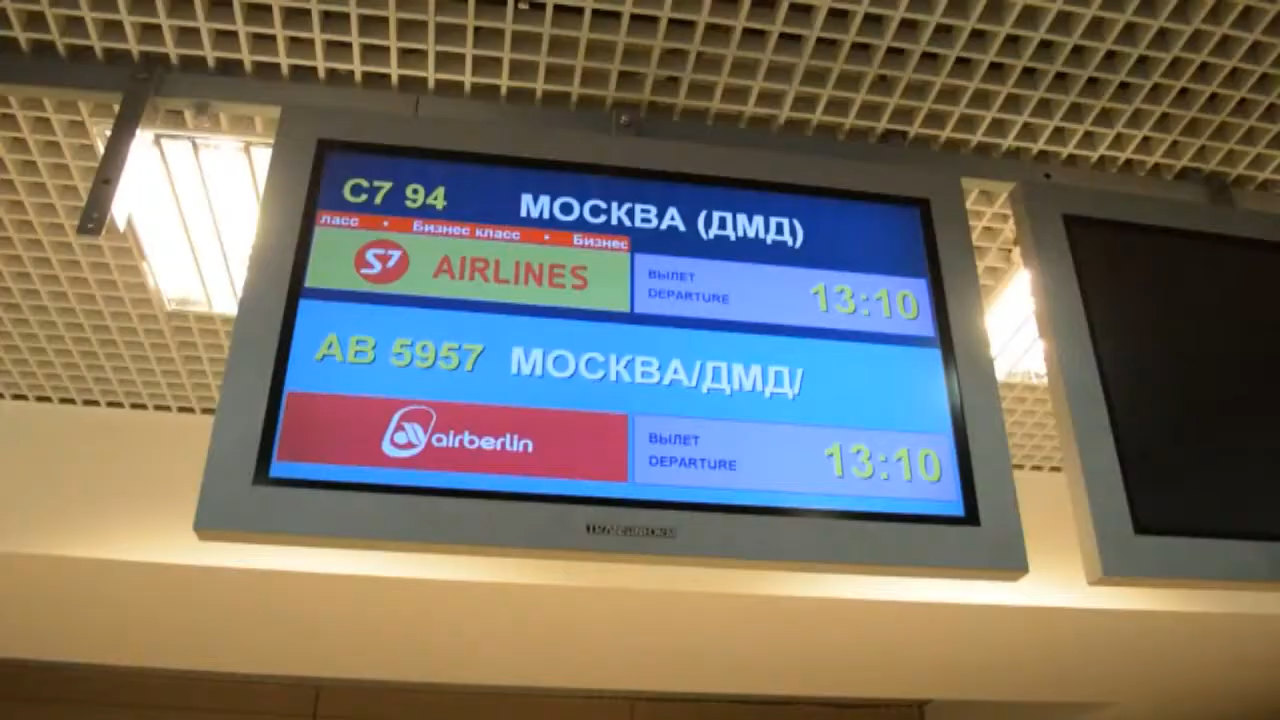 С7 94
МОСКВА (ДМД)
ласс • Бизнес класс • Бизнес
S7 AIRLINES
ВЫЛЕТ
DEPARTURE
13:10
AB 5957
МОСКВА/ДМД/
airberlin
ВЫЛЕТ
DEPARTURE
13:10